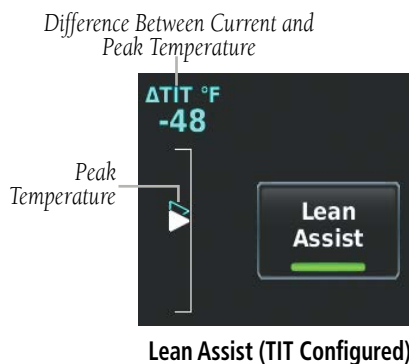 Difference Between Current and
Peak Temperature
ΔTIT °F
-48
Peak
Temperature
Lean
Assist
Lean Assist (TIT Configured)